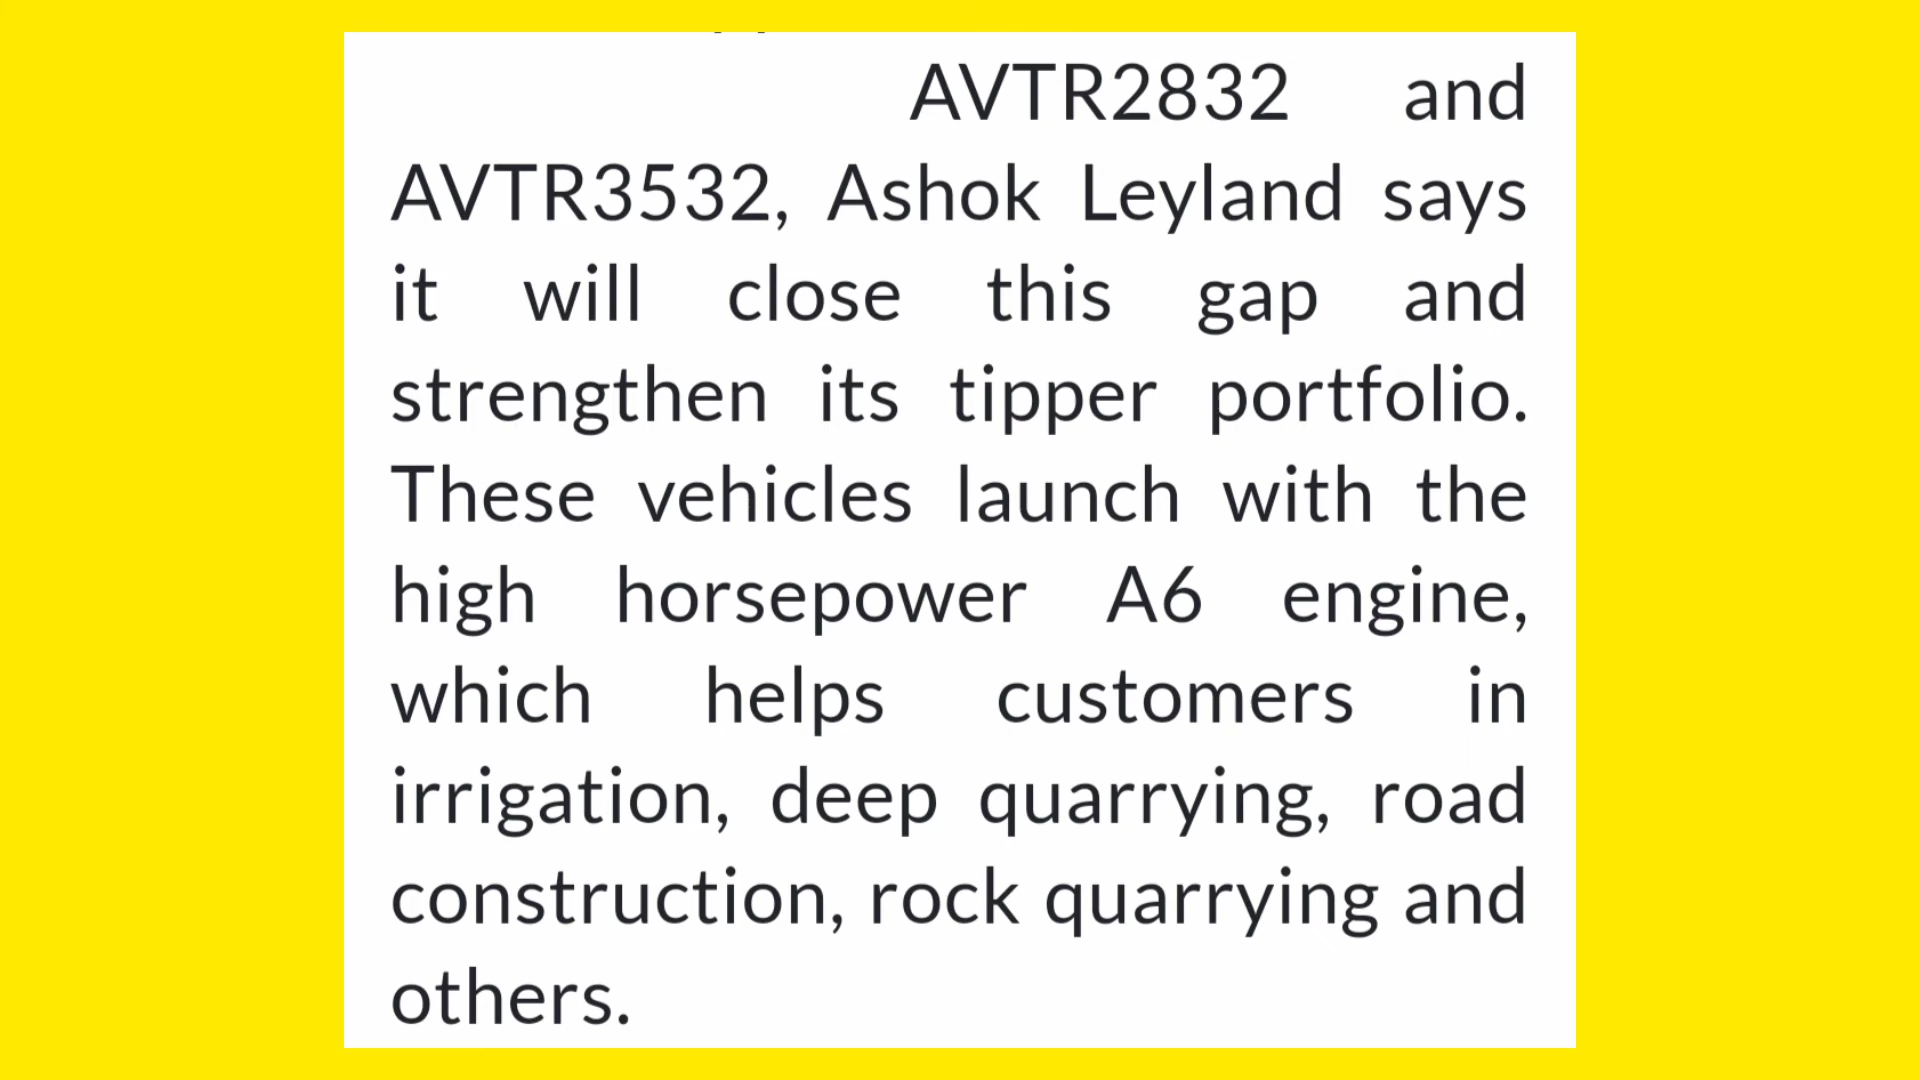 AVTR2832 and
AVTR3532, Ashok Leyland says
it will close this gap and
strengthen its tipper portfolio.
These vehicles launch with the
high horsepower A6 engine,
which helps customers in
irrigation, deep quarrying, road
construction, rock quarrying and
others.